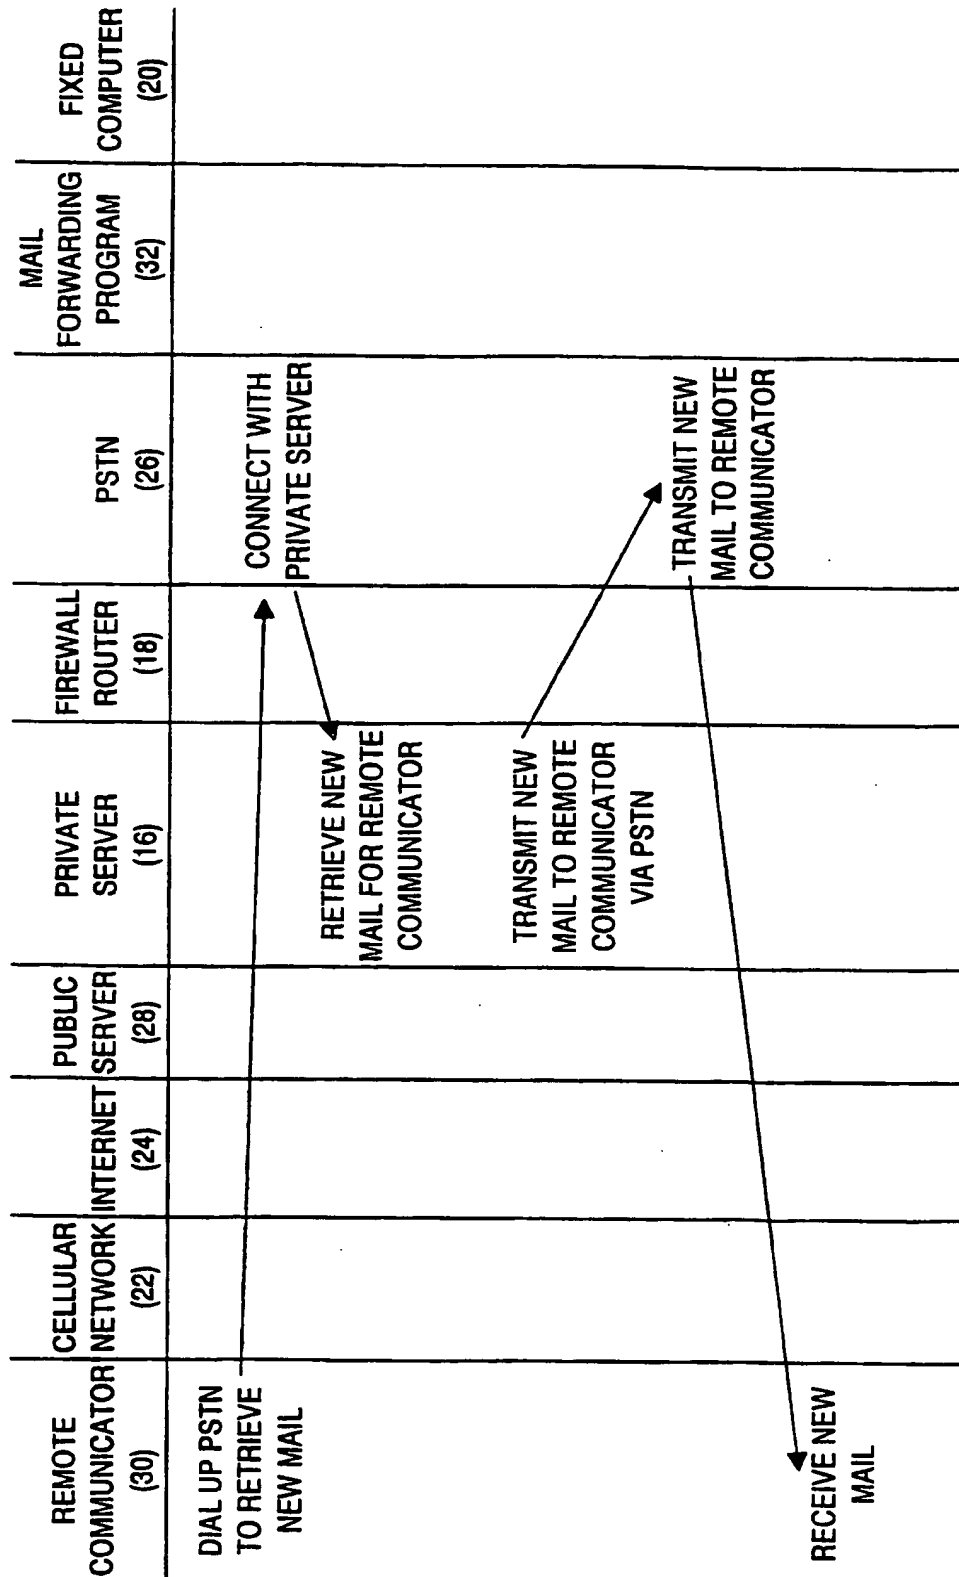 REMOTE
COMMUNICATOR
(30)
CELLULAR
NETWORK
(22)
INTERNET
(24)
PUBLIC
SERVER
(28)
PRIVATE
SERVER
(16)
FIREWALL
ROUTER
(18)
PSTN
(26)
MAIL
FORWARDING
PROGRAM
(32)
FIXED
COMPUTER
(20)
DIAL UP PSTN
TO RETRIEVE
NEW MAIL
CONNECT WITH
PRIVATE SERVER
RETRIEVE NEW
MAIL FOR REMOTE
COMMUNICATOR
TRANSMIT NEW
MAIL TO REMOTE
COMMUNICATOR
VIA PSTN
TRANSMIT NEW
MAIL TO REMOTE
COMMUNICATOR
RECEIVE NEW
MAIL